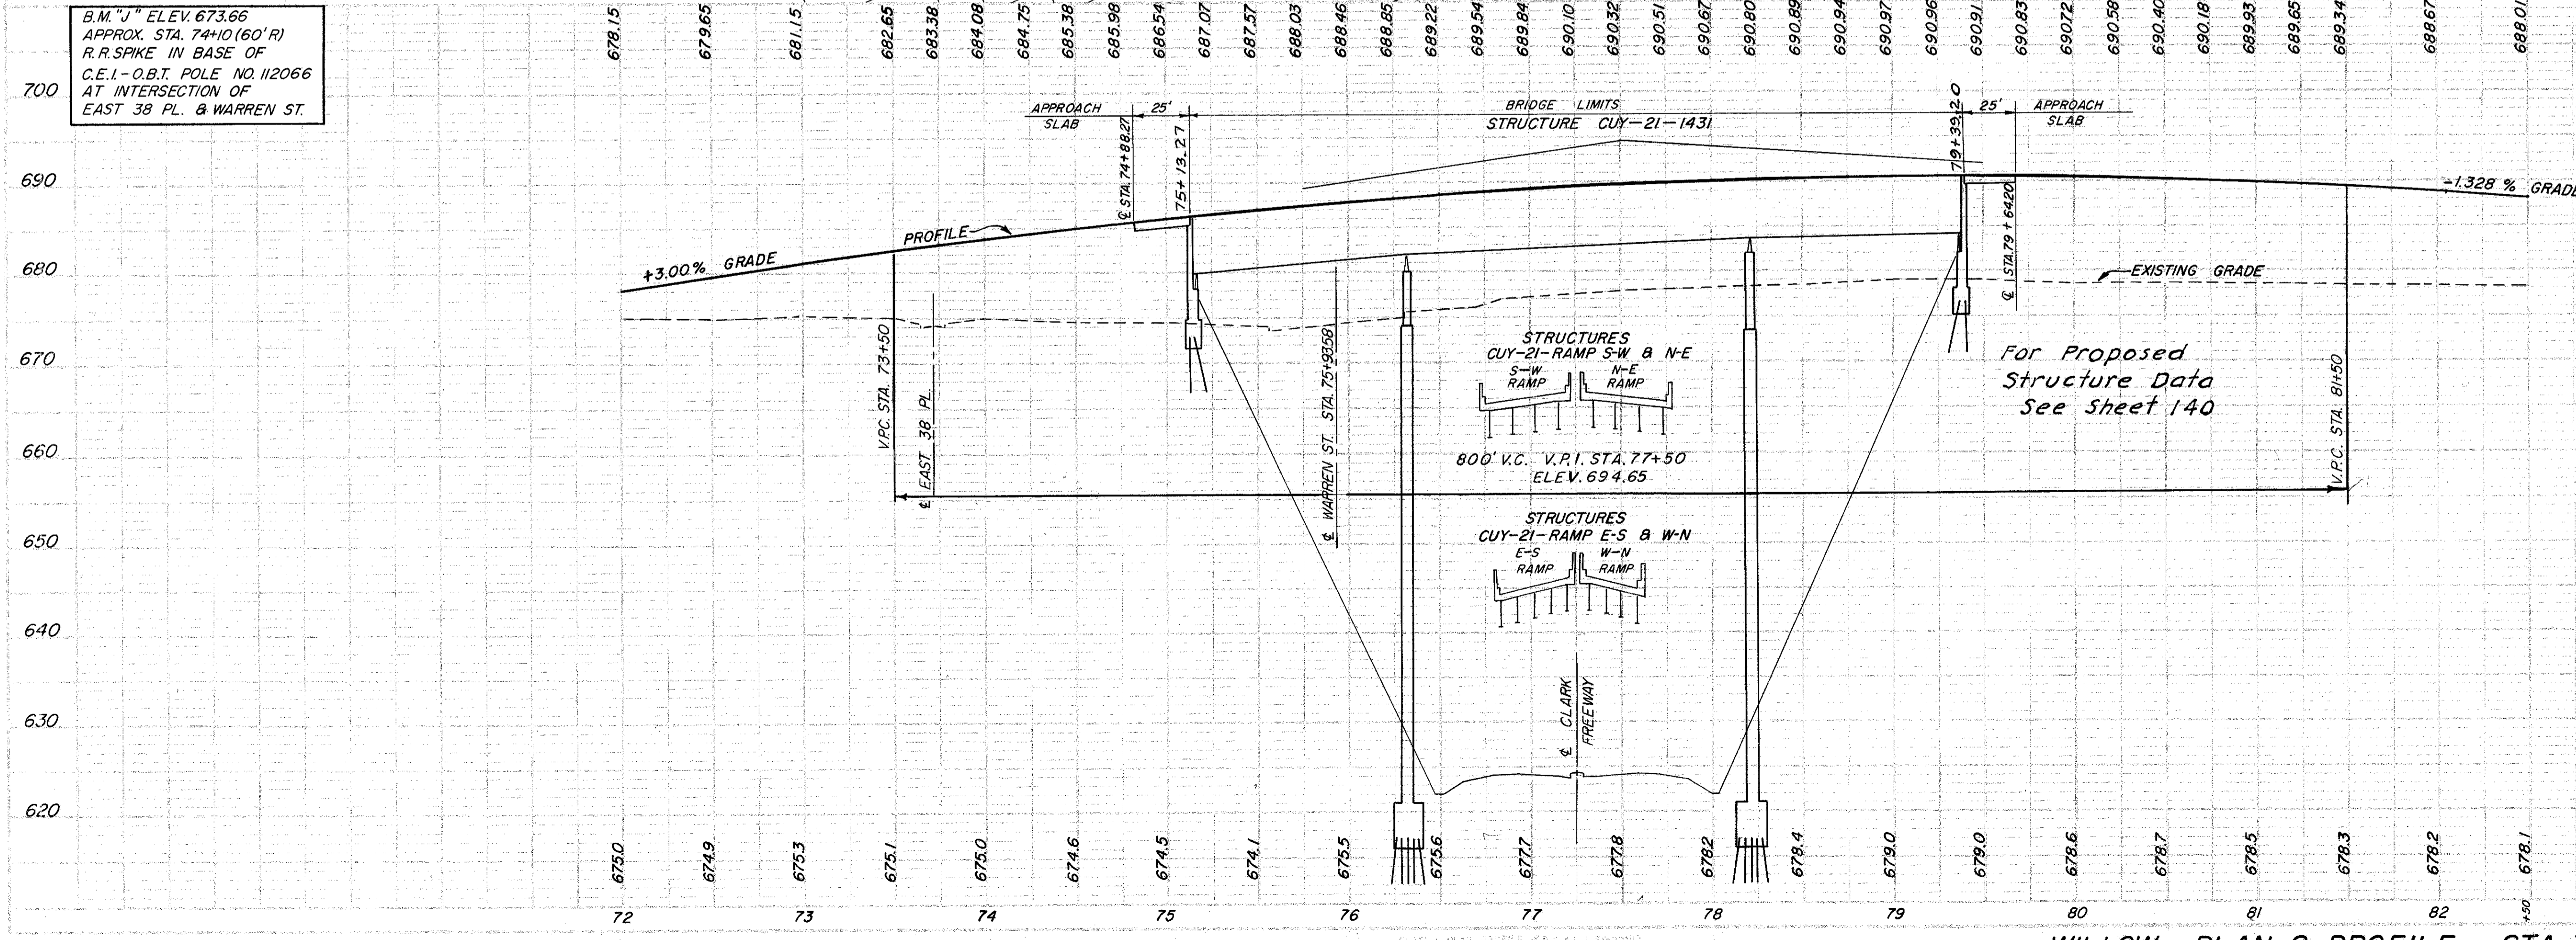 B.M. "J" ELEV. 673.66
APPROX. STA. 74+10 (60' R)
R.R. SPIKE IN BASE OF
C.E.I. - O.B.T. POLE NO. 112066
AT INTERSECTION OF
EAST 38 PL. & WARREN ST.
678.15 679.65 681.15 682.65 683.38 684.08 684.75 685.38 685.98 686.54 687.07 687.57 688.03 688.46 688.85 689.22 689.54 689.84 690.10 690.32 690.51 690.67 690.80 690.89 690.94 690.97 690.96 690.91 690.83 690.72 690.58 690.40 690.18 689.93 689.65 689.34 688.67 688.01
700
690
680
670
660
650
640
630
620
APPROACH
SLAB
25'
BRIDGE LIMITS
STRUCTURE CUY-21-1431
25'
APPROACH
SLAB
℄ STA. 74+88.27
75+13.27
79+39.20
℄ STA. 79+64.20
+3.00% GRADE
PROFILE
-1.328 % GRADE
EXISTING GRADE
V.P.C. STA. 73+50
℄ EAST 38 PL.
℄ WARREN ST. STA. 75+93.58
STRUCTURES
CUY-21-RAMP S-W & N-E
S-W
RAMP
N-E
RAMP
For Proposed
Structure Data
See Sheet 140
V.P.C. STA. 81+50
800' V.C. V.P.I. STA. 77+50
ELEV. 694.65
STRUCTURES
CUY-21-RAMP E-S & W-N
E-S
RAMP
W-N
RAMP
℄ CLARK
FREEWAY
675.0 674.9 675.3 675.1 675.0 674.6 674.5 674.1 675.5 675.6 677.7 677.8 678.2 678.4 679.0 679.0 678.6 678.7 678.5 678.3 678.2 678.1
72 73 74 75 76 77 78 79 80 81 82 +50